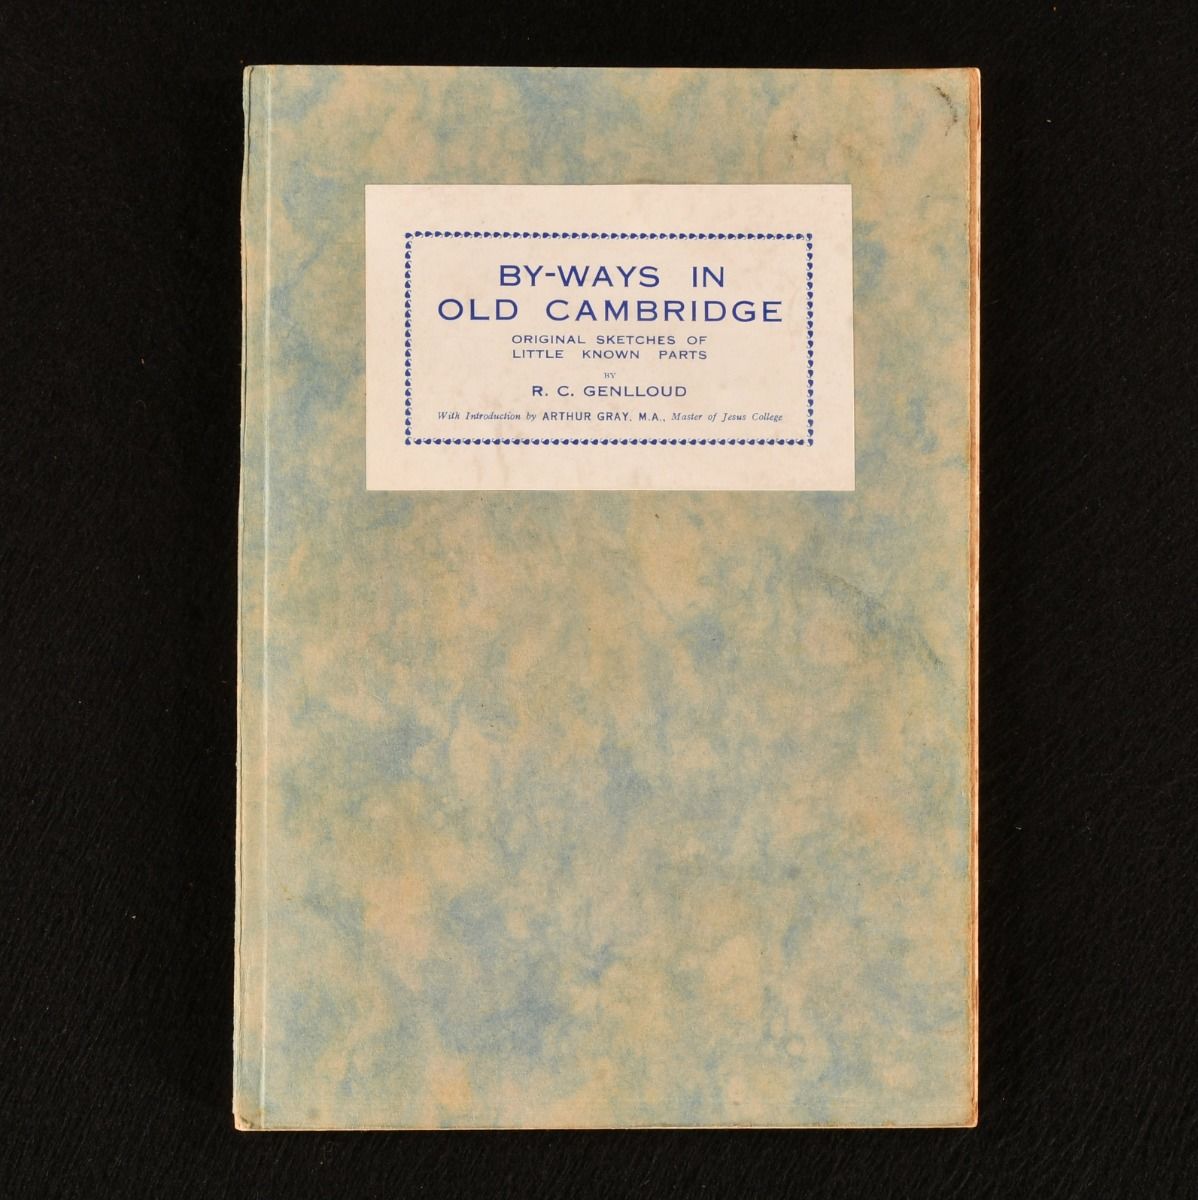 BY-WAYS IN
OLD CAMBRIDGE
ORIGINAL SKETCHES OF
LITTLE KNOWN PARTS
BY
R. C. GENLLOUD
With Introduction by ARTHUR GRAY, M.A., Master of Jesus College